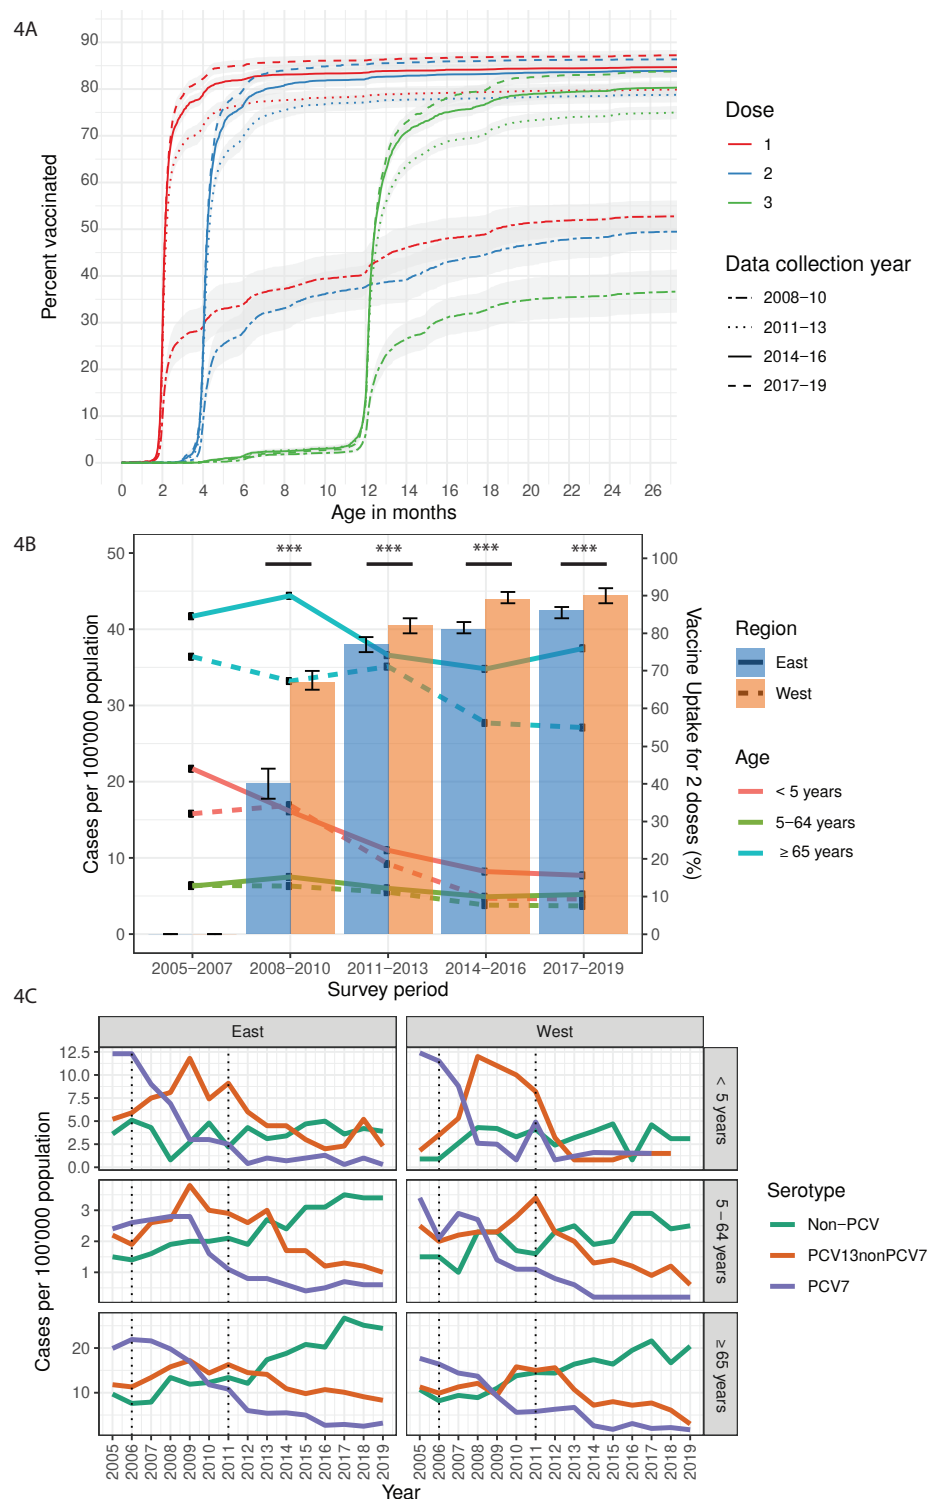 4A
90
80
70
60
50
40
30
20
10
0
Percent vaccinated
0 2 4 6 8 10 12 14 16 18 20 22 24 26
Age in months
Dose
1
2
3
Data collection year
2008–10
2011–13
2014–16
2017–19
4B
50
40
30
20
10
0
Cases per 100'000 population
*** *** *** ***
100
90
80
70
60
50
40
30
20
10
0
Vaccine Uptake for 2 doses (%)
2005–2007 2008–2010 2011–2013 2014–2016 2017–2019
Survey period
Region
East
West
Age
< 5 years
5–64 years
≥ 65 years
4C
East West
12.5
10.0
7.5
5.0
2.5
0.0
< 5 years
3
2
1
5 – 64 years
20
10
≥ 65 years
Cases per 100'000 population
2005 2006 2007 2008 2009 2010 2011 2012 2013 2014 2015 2016 2017 2018 2019
2005 2006 2007 2008 2009 2010 2011 2012 2013 2014 2015 2016 2017 2018 2019
Year
Serotype
Non–PCV
PCV13nonPCV7
PCV7